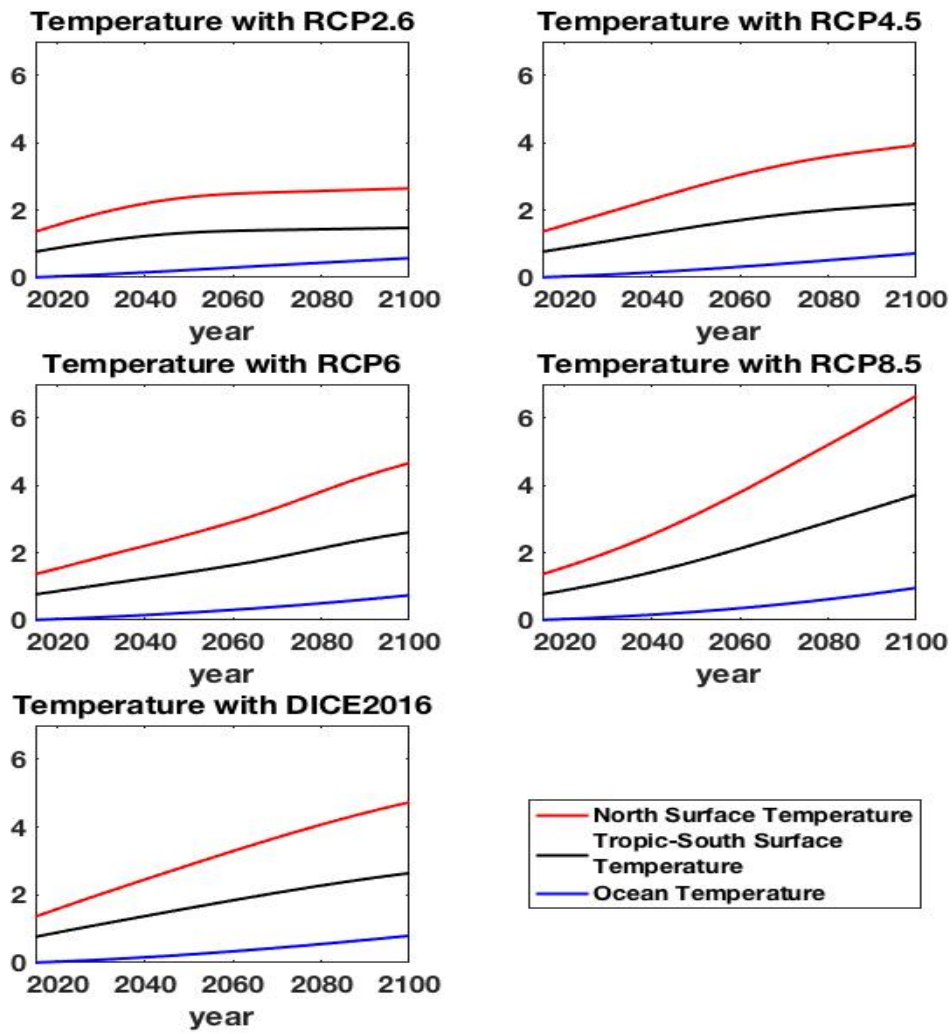 Temperature with RCP2.6
6
4
2
0
2020 2040 2060 2080 2100
year
Temperature with RCP4.5
6
4
2
0
2020 2040 2060 2080 2100
year
Temperature with RCP6
6
4
2
0
2020 2040 2060 2080 2100
year
Temperature with RCP8.5
6
4
2
0
2020 2040 2060 2080 2100
year
Temperature with DICE2016
6
4
2
0
2020 2040 2060 2080 2100
year
North Surface Temperature
Tropic-South Surface
Temperature
Ocean Temperature